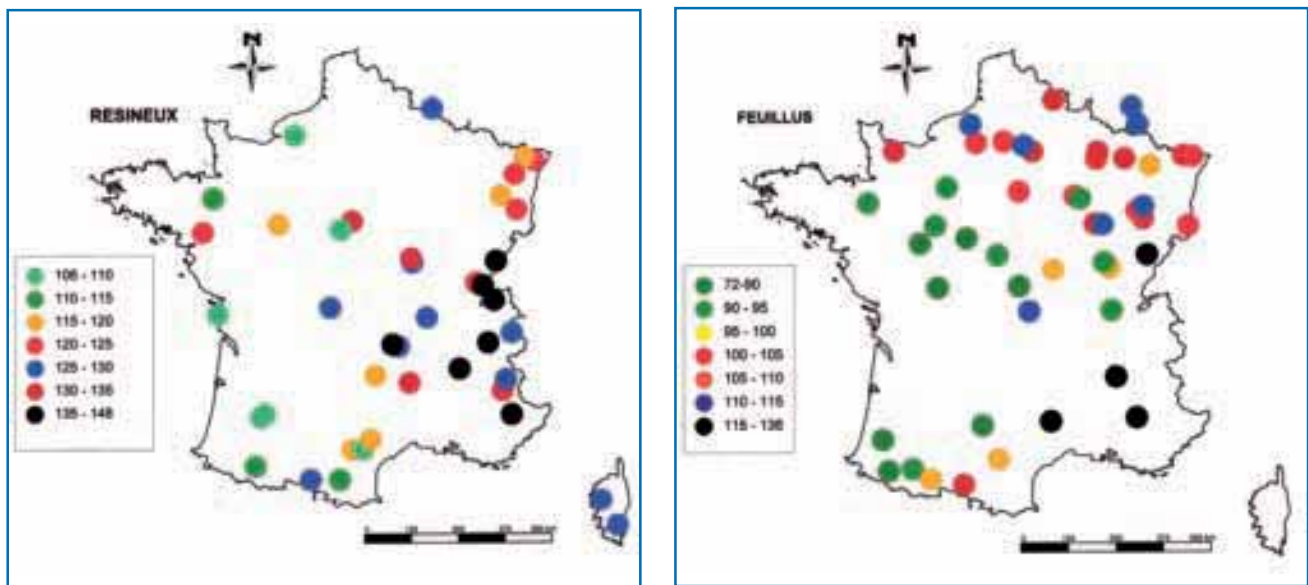 N
RESINEUX
106 - 110
110 - 115
115 - 120
120 - 125
125 - 130
130 - 135
135 - 148
N
FEUILLUS
72-90
90 - 95
95 - 100
100 - 105
105 - 110
110 - 115
115 - 136